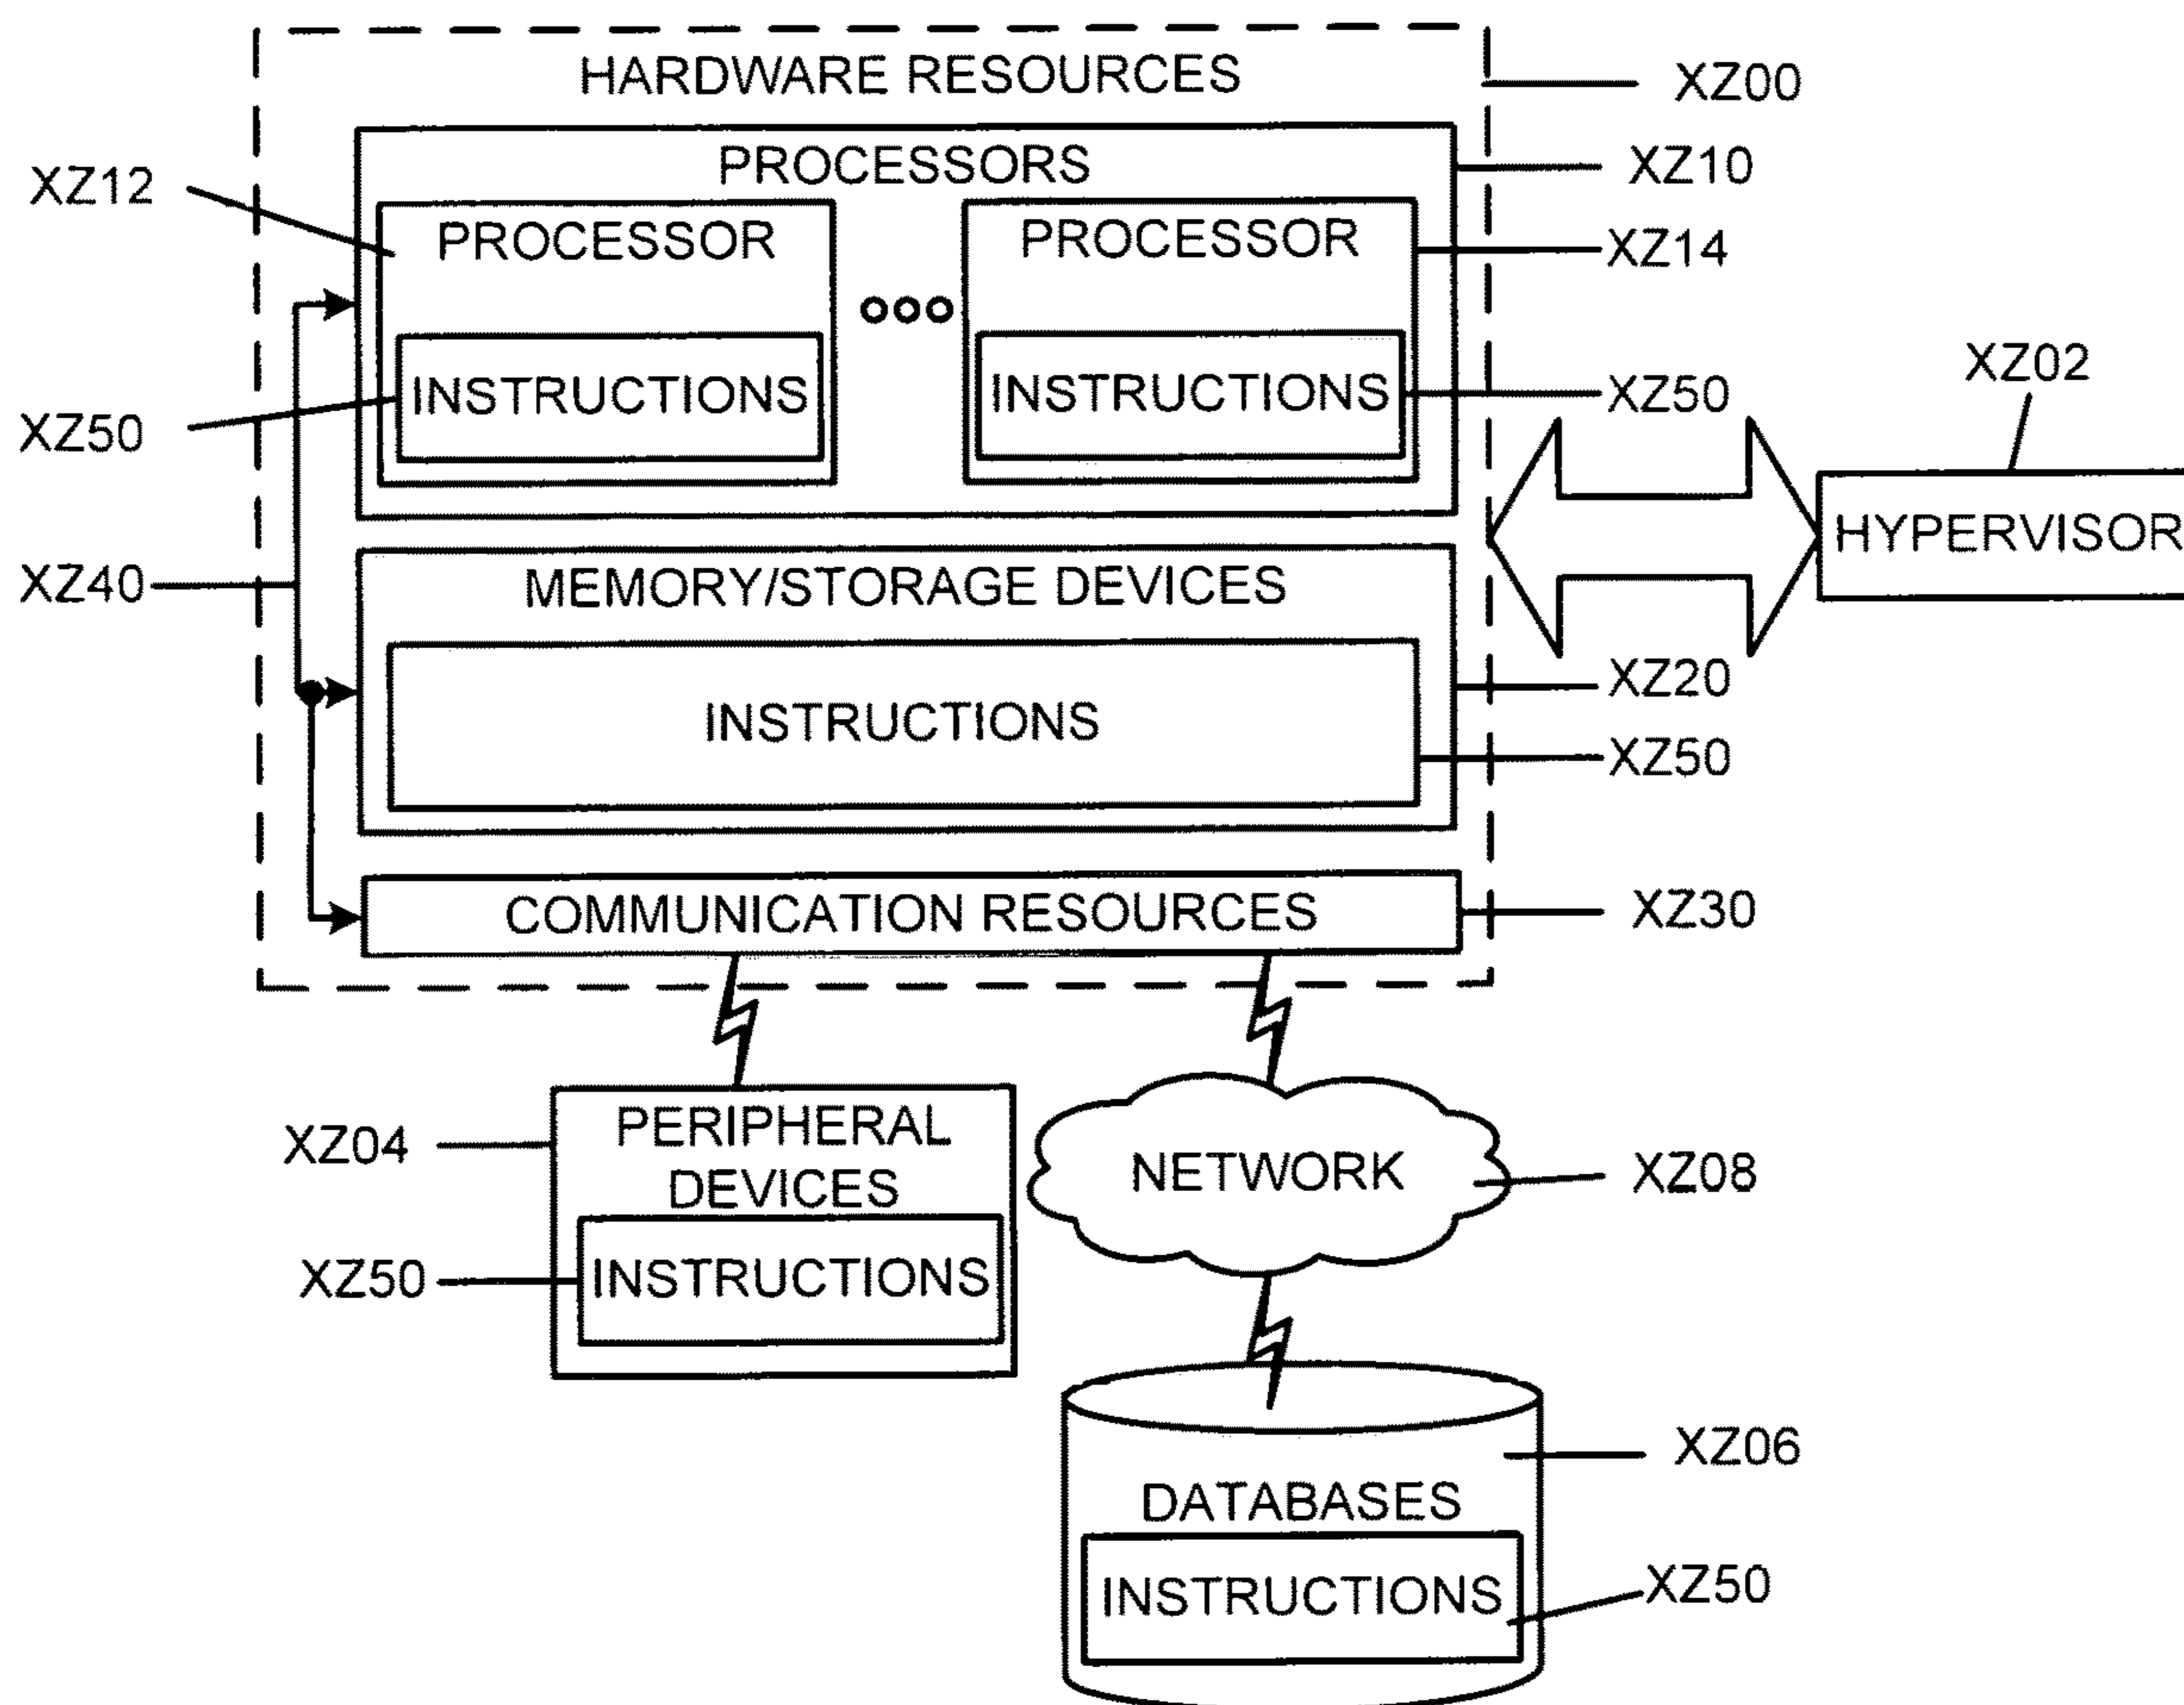 HARDWARE RESOURCES
XZ00
PROCESSORS
XZ10
XZ12
PROCESSOR
PROCESSOR
XZ14
INSTRUCTIONS
INSTRUCTIONS
XZ50
XZ50
XZ02
HYPERVISOR
XZ40
MEMORY/STORAGE DEVICES
XZ20
INSTRUCTIONS
XZ50
COMMUNICATION RESOURCES
XZ30
XZ04
PERIPHERAL
DEVICES
XZ50
INSTRUCTIONS
NETWORK
XZ08
XZ06
DATABASES
INSTRUCTIONS
XZ50